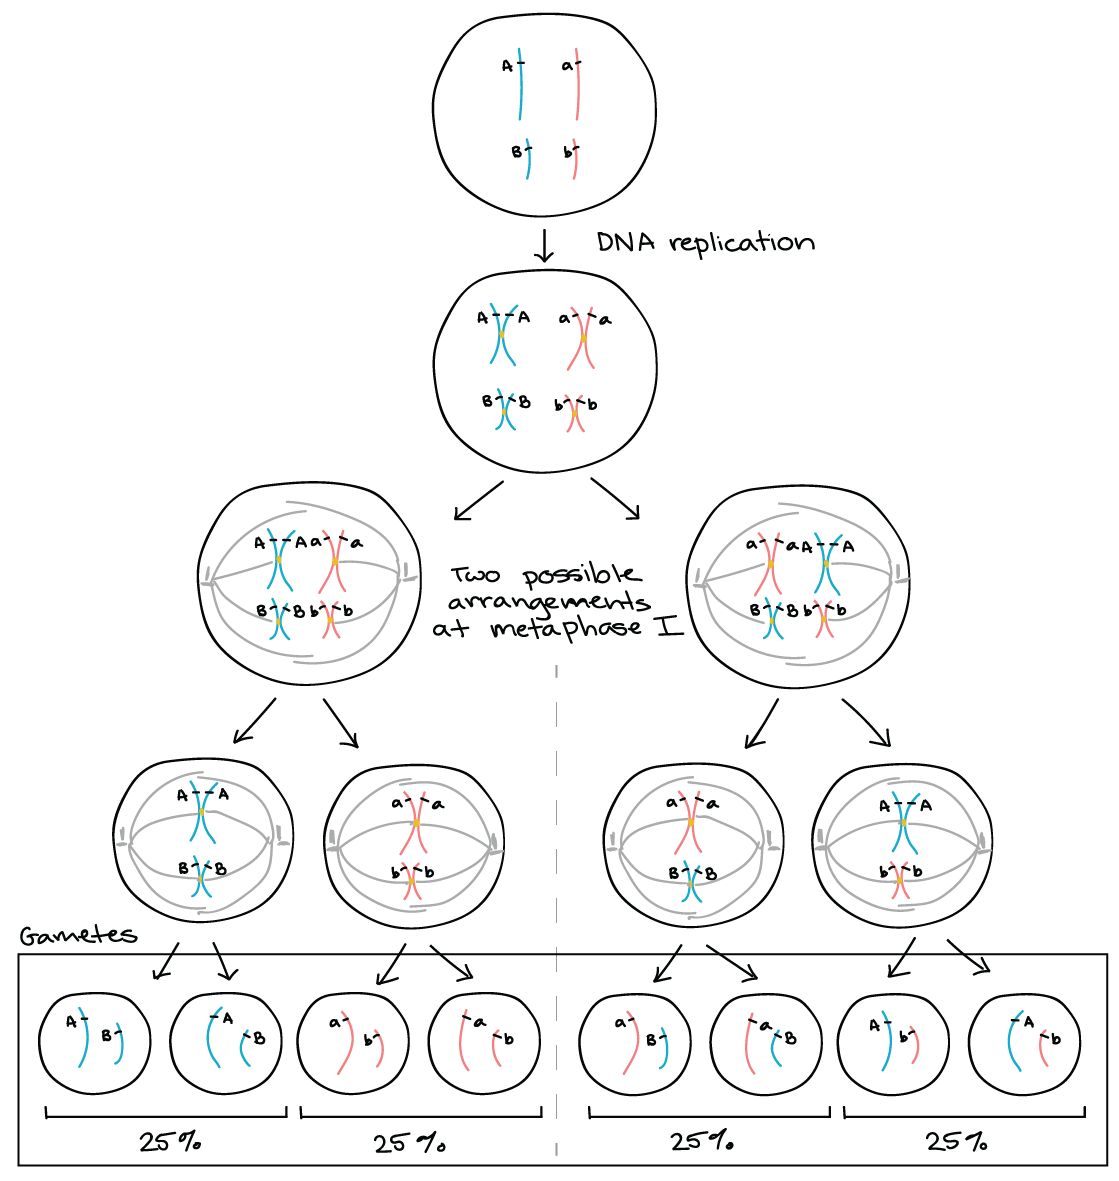 A a
B b
DNA replication
A A a a
B B b b
A A a a
B B b b
a a A A
B B b b
Two possible
arrangements
at metaphase I
A A
B B
a a
b b
a a
B B
A A
b b
Gametes
A B
A B
a b
a b
a B
a B
A b
A b
25%
25%
25%
25%